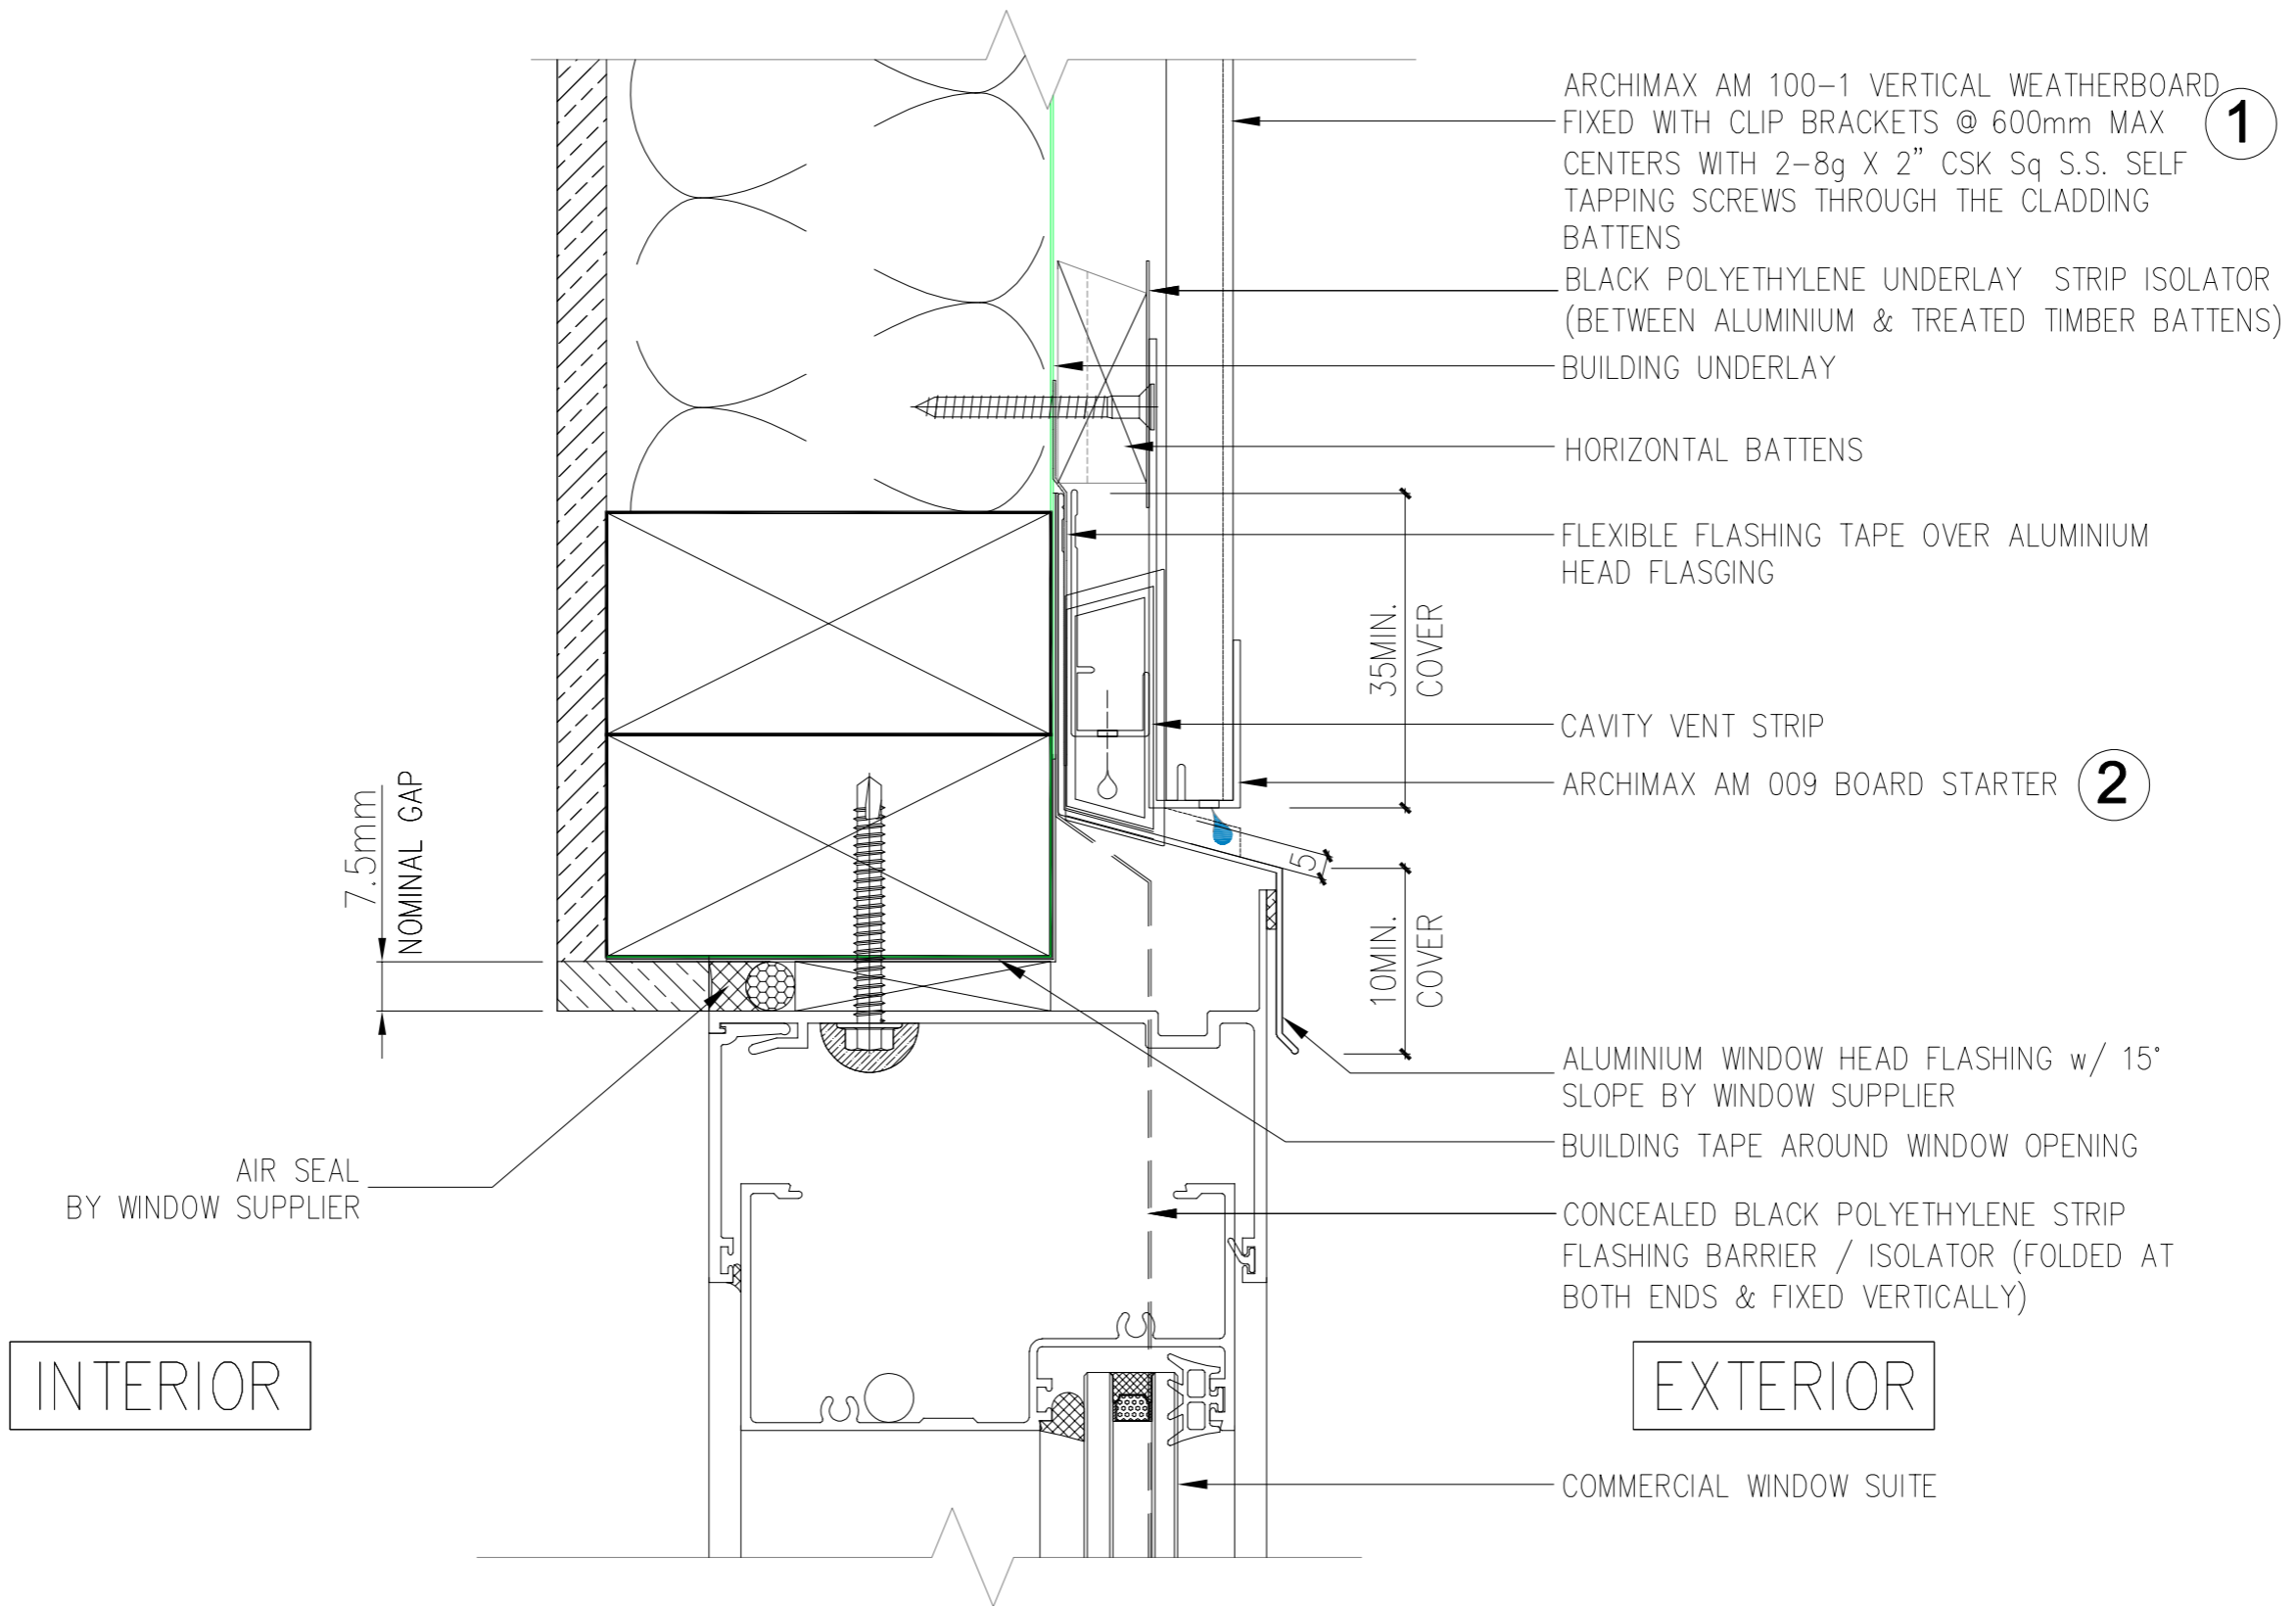 ARCHIMAX AM 100-1 VERTICAL WEATHERBOARD
FIXED WITH CLIP BRACKETS @ 600mm MAX
CENTERS WITH 2-8g X 2" CSK Sq S.S. SELF
TAPPING SCREWS THROUGH THE CLADDING
BATTENS
1
BLACK POLYETHYLENE UNDERLAY STRIP ISOLATOR
(BETWEEN ALUMINIUM & TREATED TIMBER BATTENS)
BUILDING UNDERLAY
HORIZONTAL BATTENS
FLEXIBLE FLASHING TAPE OVER ALUMINIUM
HEAD FLASGING
35MIN.
COVER
CAVITY VENT STRIP
ARCHIMAX AM 009 BOARD STARTER
2
7.5mm
NOMINAL GAP
5
10MIN.
COVER
ALUMINIUM WINDOW HEAD FLASHING w/ 15°
SLOPE BY WINDOW SUPPLIER
BUILDING TAPE AROUND WINDOW OPENING
AIR SEAL
BY WINDOW SUPPLIER
CONCEALED BLACK POLYETHYLENE STRIP
FLASHING BARRIER / ISOLATOR (FOLDED AT
BOTH ENDS & FIXED VERTICALLY)
INTERIOR
EXTERIOR
COMMERCIAL WINDOW SUITE